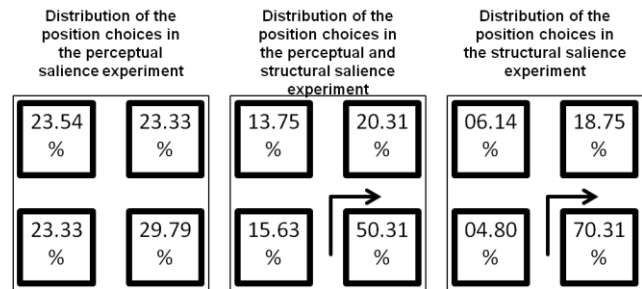 Distribution of the
position choices in
the perceptual
salience experiment
23.54
%
23.33
%
23.33
%
29.79
%
Distribution of the
position choices in
the perceptual and
structural salience
experiment
13.75
%
20.31
%
15.63
%
50.31
%
Distribution of the
position choices in
the structural salience
experiment
06.14
%
18.75
%
04.80
%
70.31
%